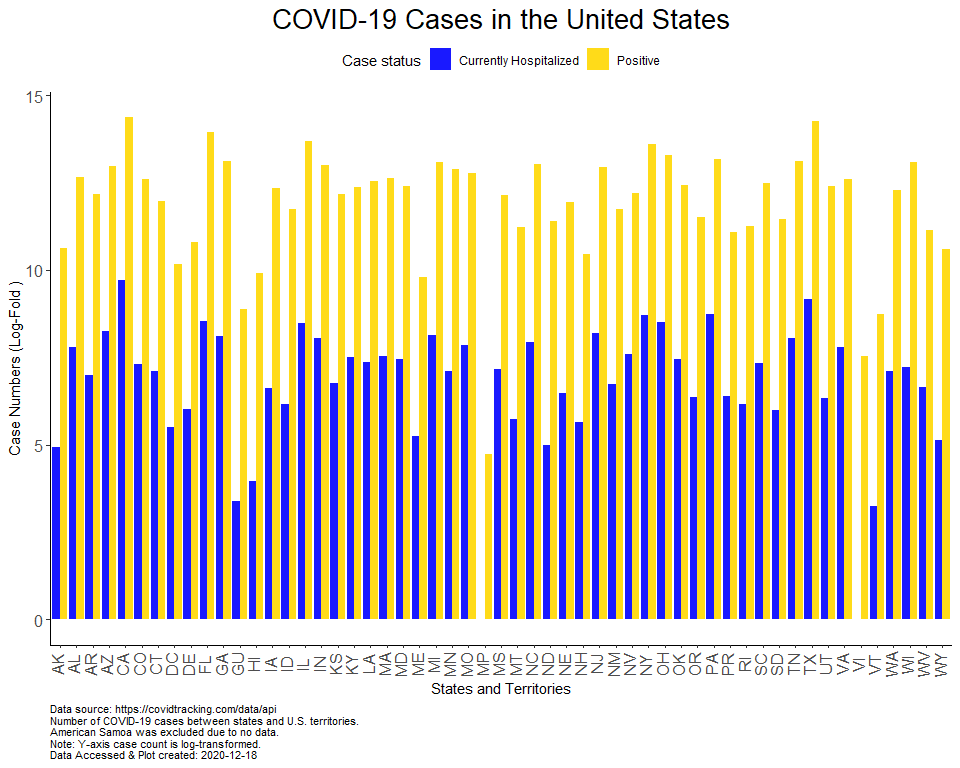 COVID-19 Cases in the United States
Case status Currently Hospitalized Positive
15
10
5
0
Case Numbers (Log-Fold )
AK AL AR AZ CA CO CT DC DE FL GA GU HI IA ID IL IN KS KY LA MA MD ME MI MN MO MP MS MT NC ND NE NH NJ NM NV NY OH OK OR PA PR RI SC SD TN TX UT VA VI VT WA WI WV WY
States and Territories
Data source: https://covidtracking.com/data/api
Number of COVID-19 cases between states and U.S. territories.
American Samoa was excluded due to no data.
Note: Y-axis case count is log-transformed.
Data Accessed & Plot created: 2020-12-18